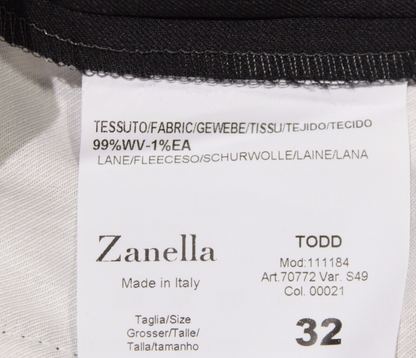 TESSUTO/FABRIC/GEWEBE/TISSU/TEJIDO/TECIDO
99%WV-1%EA
LANE/FLEECESO/SCHURWOLLE/LAINE/LANA
Zanella
Made in Italy
TODD
Mod:111184
Art.70772 Var. S49
Col. 00021
Taglia/Size
Grosser/Talle/
Talla/tamanho
32